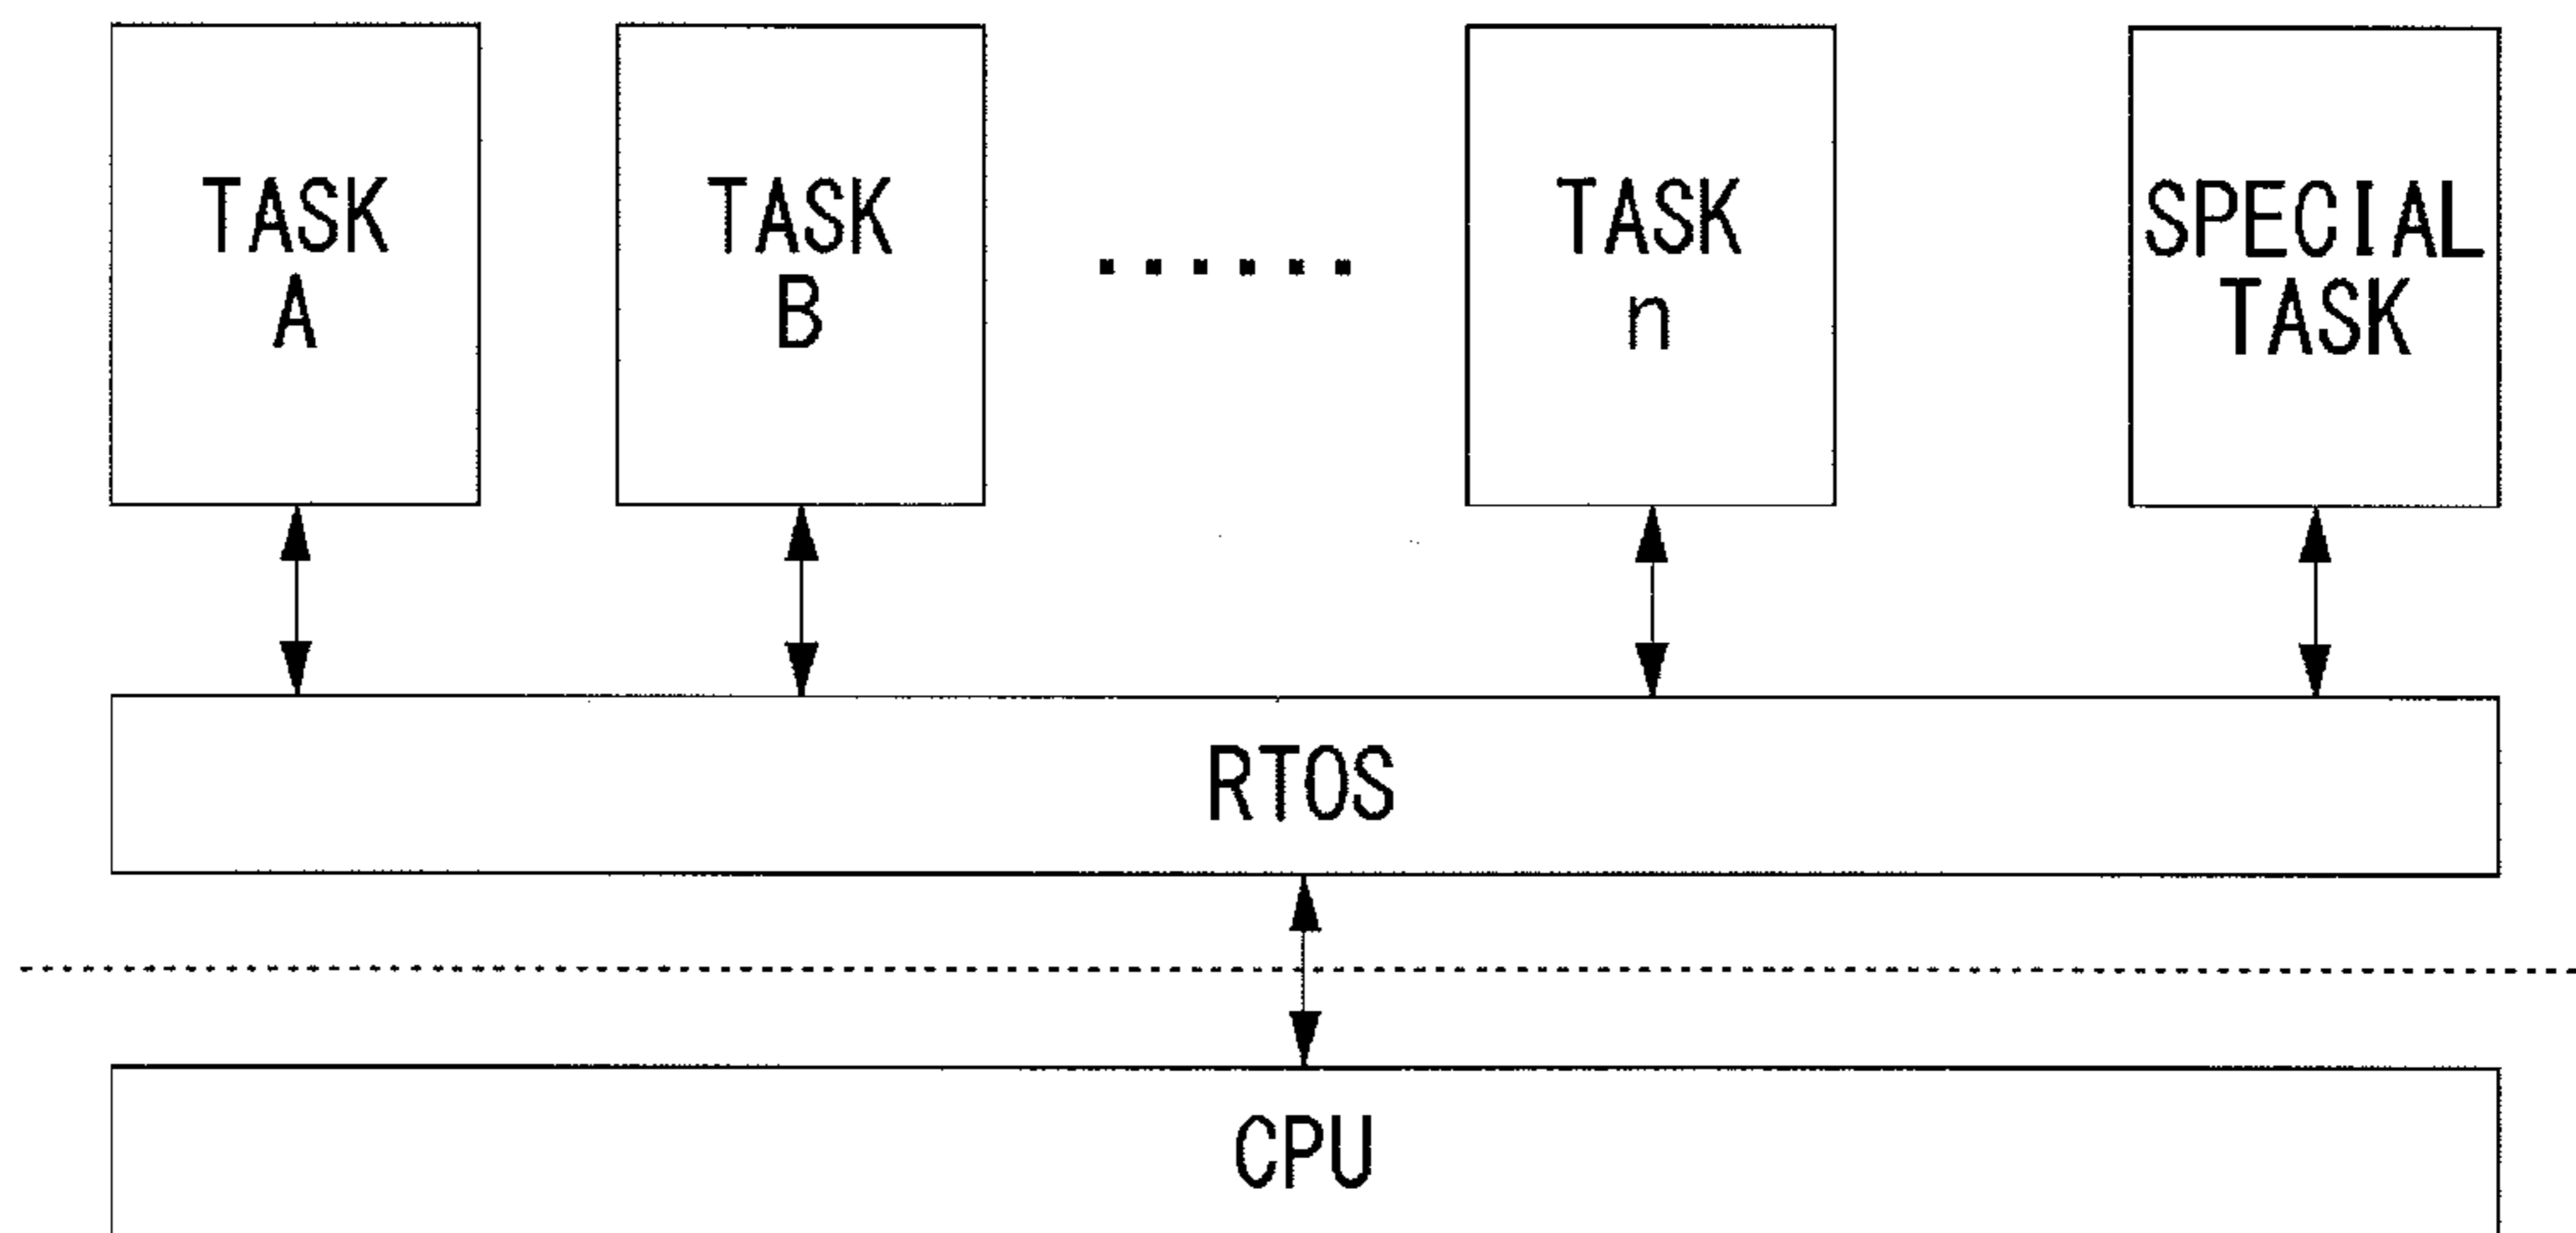 TASK
A
TASK
B
......
TASK
n
SPECIAL
TASK
RTOS
CPU